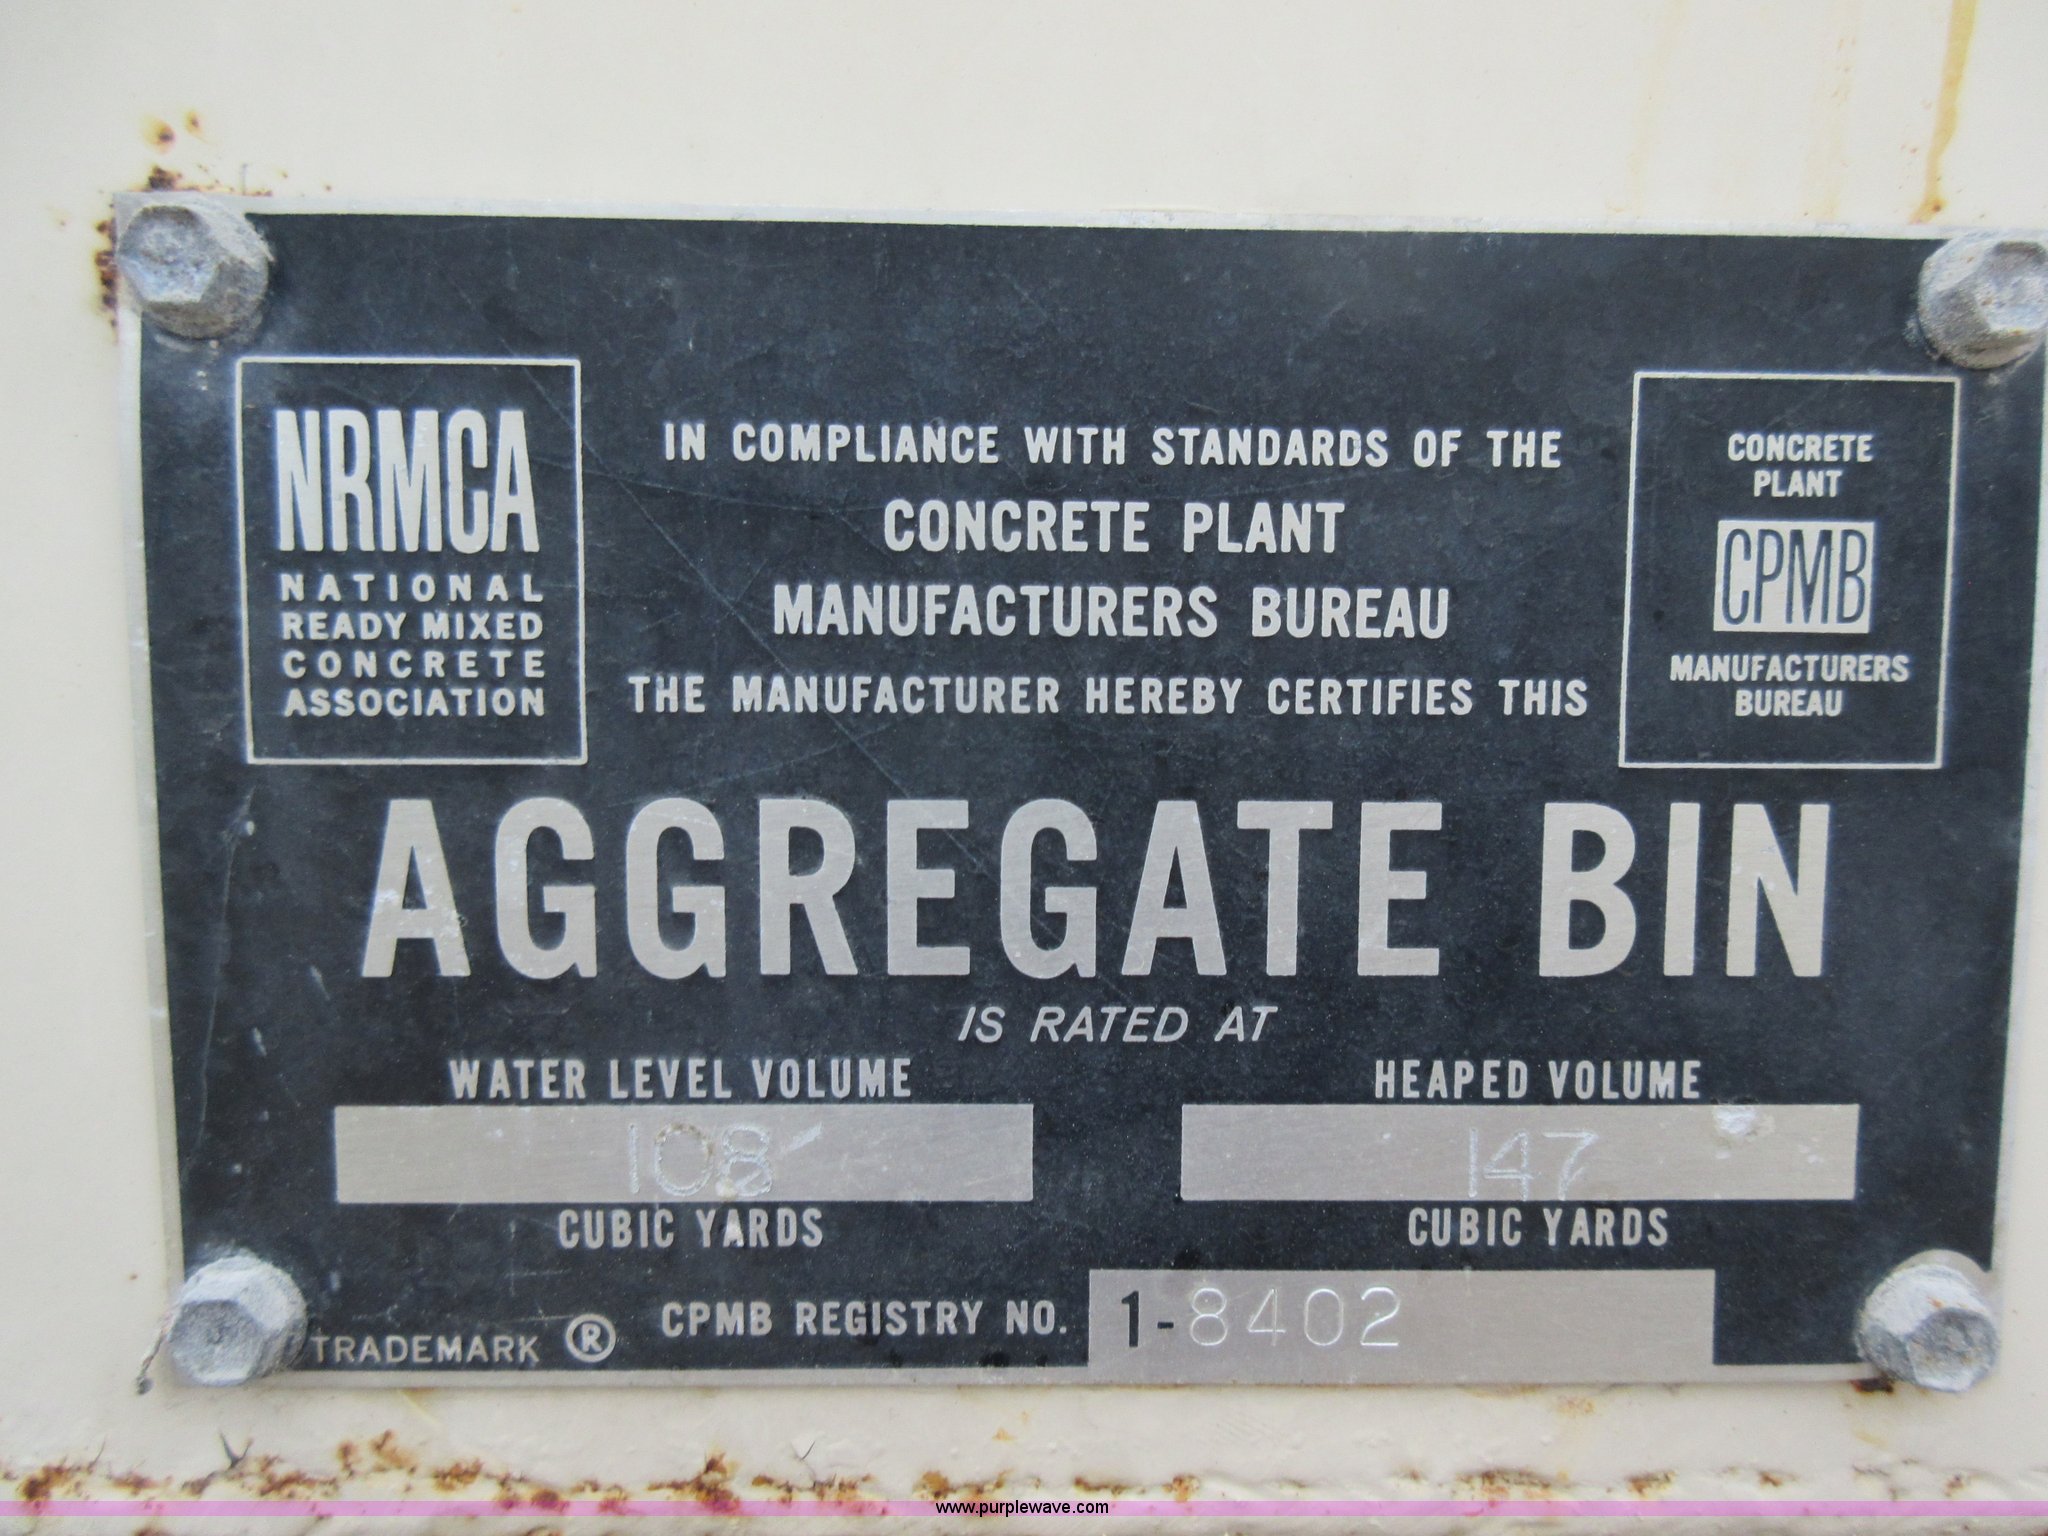 NRMCA
NATIONAL
READY MIXED
CONCRETE
ASSOCIATION
IN COMPLIANCE WITH STANDARDS OF THE
CONCRETE PLANT
MANUFACTURERS BUREAU
THE MANUFACTURER HEREBY CERTIFIES THIS
CONCRETE
PLANT
CPMB
MANUFACTURERS
BUREAU
AGGREGATE BIN
IS RATED AT
WATER LEVEL VOLUME
108
CUBIC YARDS
HEAPED VOLUME
147
CUBIC YARDS
TRADEMARK ®
CPMB REGISTRY NO. 1-8402
www.purplewave.com